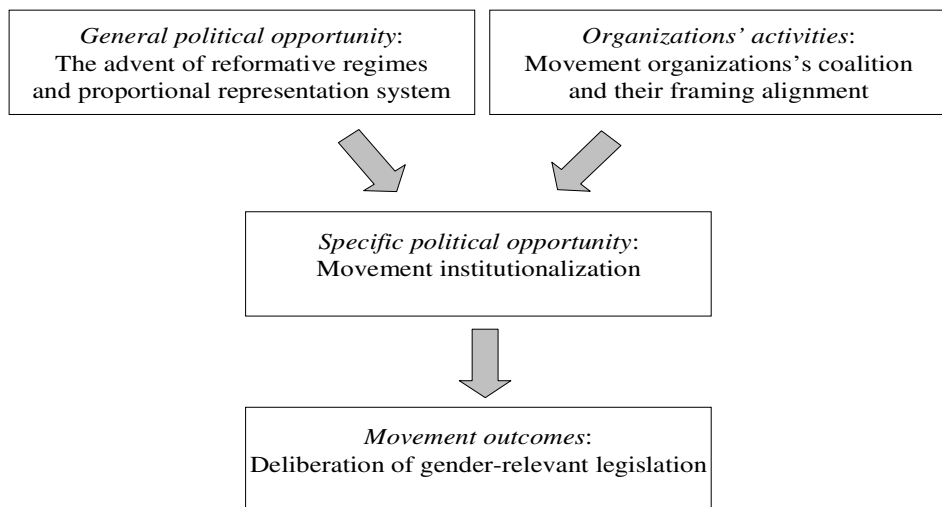 General political opportunity:
The advent of reformative regimes
and proportional representation system
Organizations’ activities:
Movement organizations’s coalition
and their framing alignment
Specific political opportunity:
Movement institutionalization
Movement outcomes:
Deliberation of gender-relevant legislation